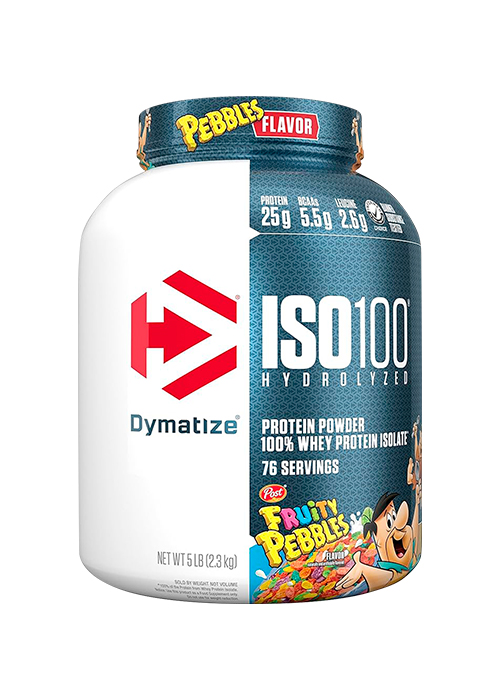 PEBBLES FLAVOR
PROTEIN BCAAs LEUCINE
25g 5.5g 2.6g
CHOICE
ISO100®
HYDROLYZED
Dymatize®
PROTEIN POWDER
100% WHEY PROTEIN ISOLATE
76 SERVINGS
Post
FRUITY
PEBBLES
FLAVOR
NET WT 5 LB (2.3 kg)
SOLD BY WEIGHT, NOT VOLUME